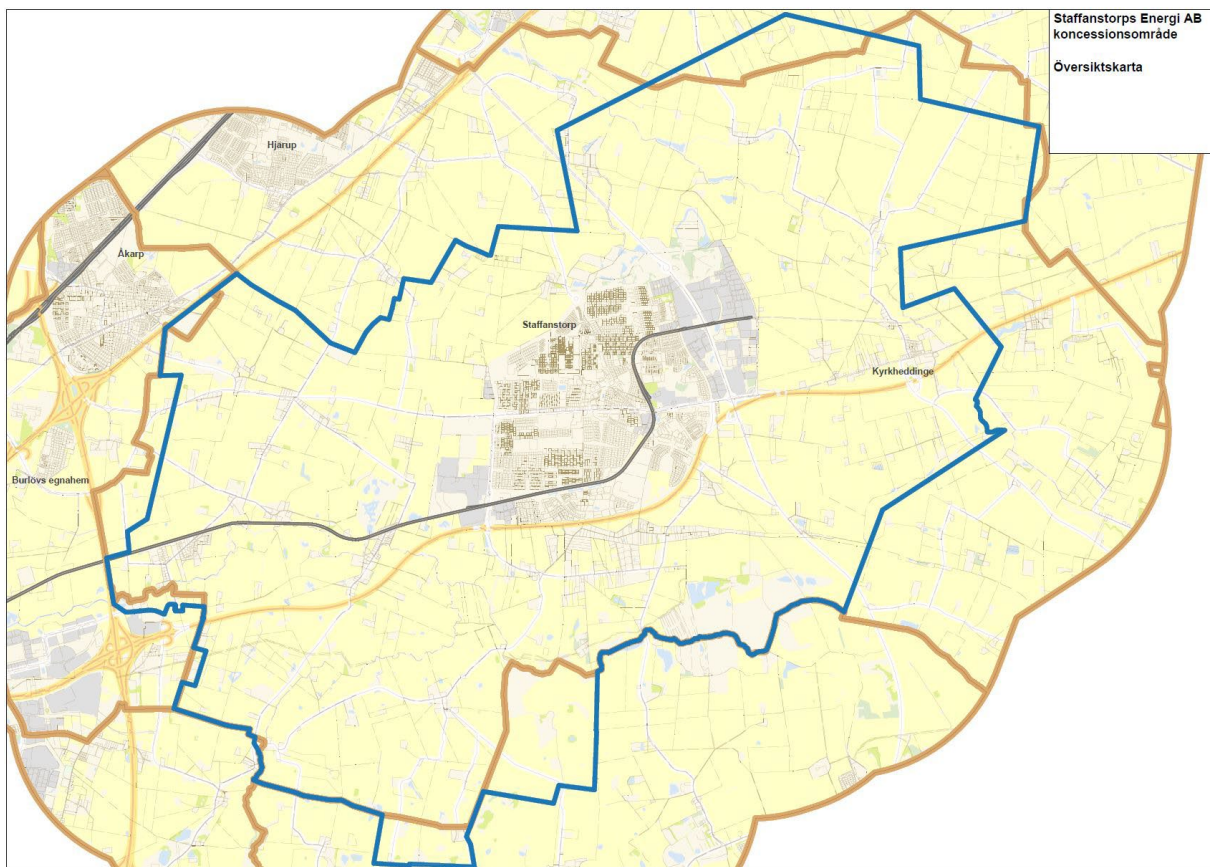 Staffanstorps Energi AB
koncessionsområde
Översiktskarta
Hjärup
Åkarp
Staffanstorp
Kyrkheddinge
Burlövs egnahem